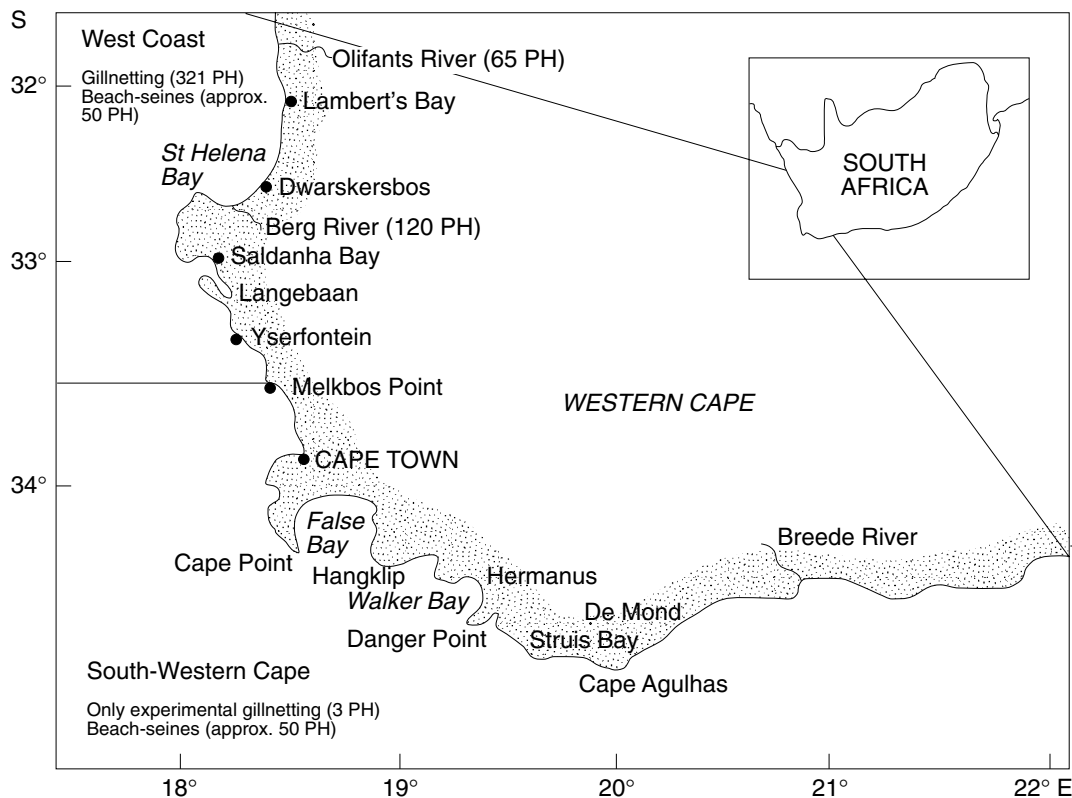 S
West Coast
Gillnetting (321 PH)
Beach-seines (approx.
50 PH)
Olifants River (65 PH)
32°
Lambert's Bay
St Helena
Bay
Dwarskersbos
Berg River (120 PH)
33°
Saldanha Bay
Langebaan
Yserfontein
Melkbos Point
SOUTH
AFRICA
WESTERN CAPE
CAPE TOWN
34°
False
Bay
Cape Point
Hangklip
Hermanus
Walker Bay
Danger Point
De Mond
Struis Bay
Cape Agulhas
Breede River
South-Western Cape
Only experimental gillnetting (3 PH)
Beach-seines (approx. 50 PH)
18°
19°
20°
21°
22° E